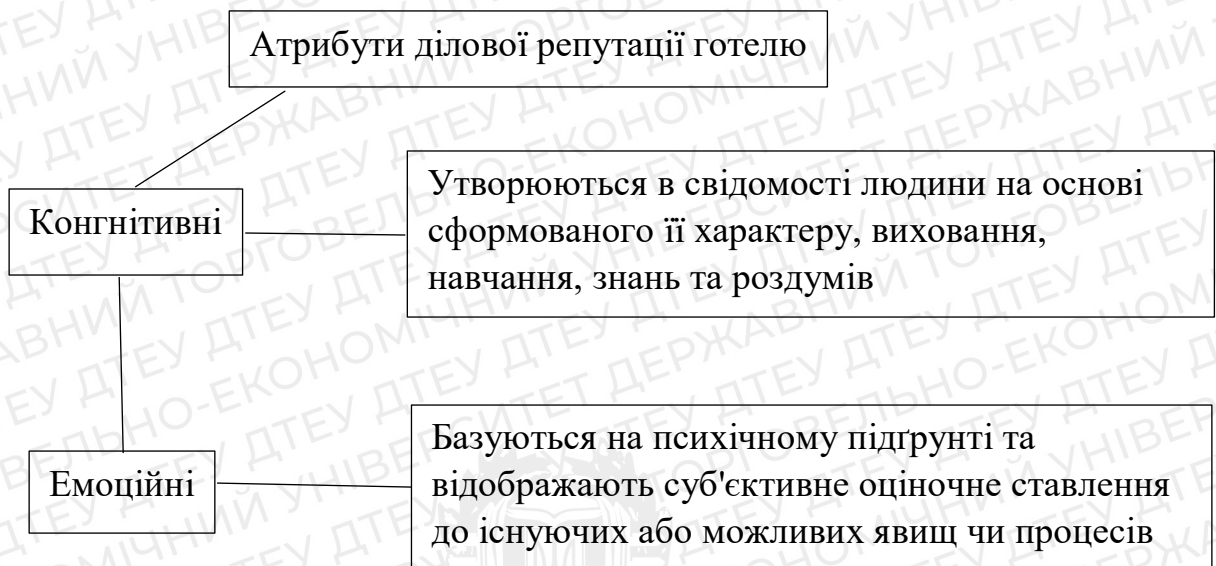 Атрибути ділової репутації готелю
Конгнітивні
Утворюються в свідомості людини на основі
сформованого її характеру, виховання,
навчання, знань та роздумів
Емоційні
Базуються на психічному підґрунті та
відображають суб'єктивне оціночне ставлення
до існуючих або можливих явищ чи процесів